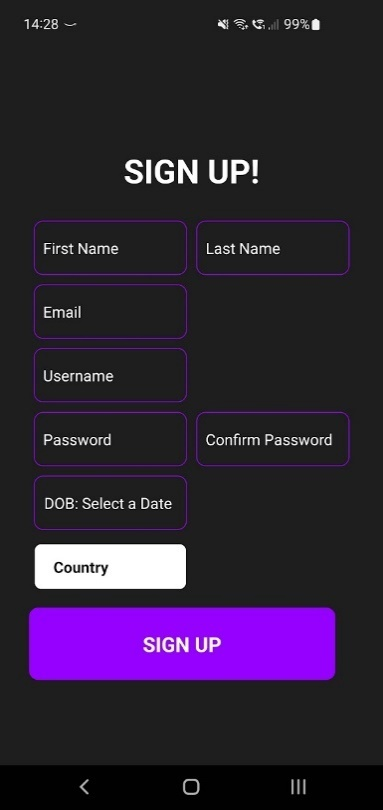 14:28
99%
SIGN UP!
First Name Last Name
Email
Username
Password Confirm Password
DOB: Select a Date
Country
SIGN UP